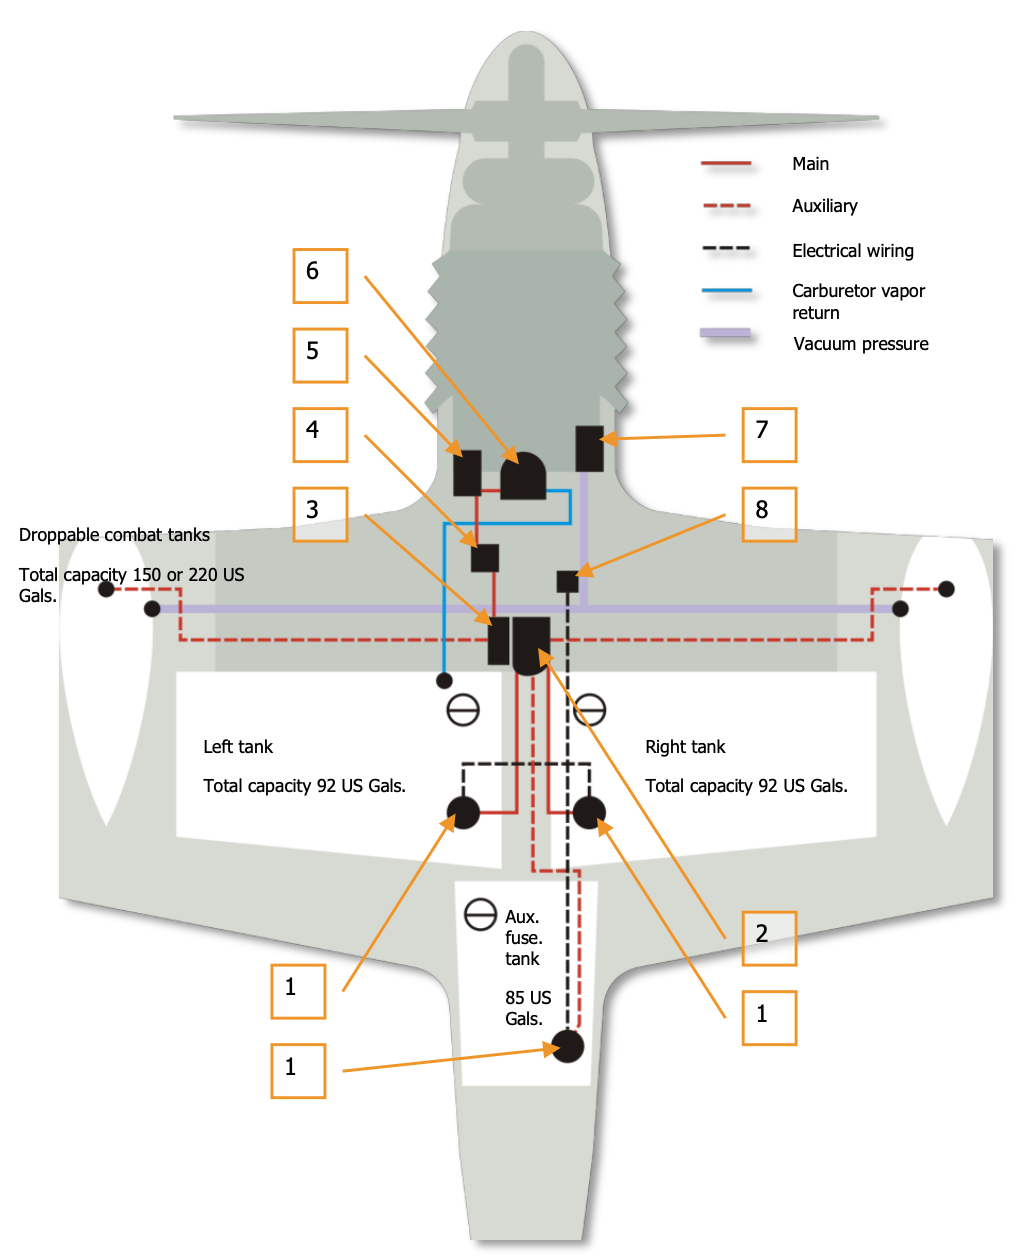 Main
Auxiliary
Electrical wiring
Carburetor vapor
return
Vacuum pressure
6
5
4
3
7
8
Droppable combat tanks
Total capacity 150 or 220 US
Gals.
Left tank
Total capacity 92 US Gals.
Right tank
Total capacity 92 US Gals.
Aux.
fuse.
tank
85 US
Gals.
2
1
1
1